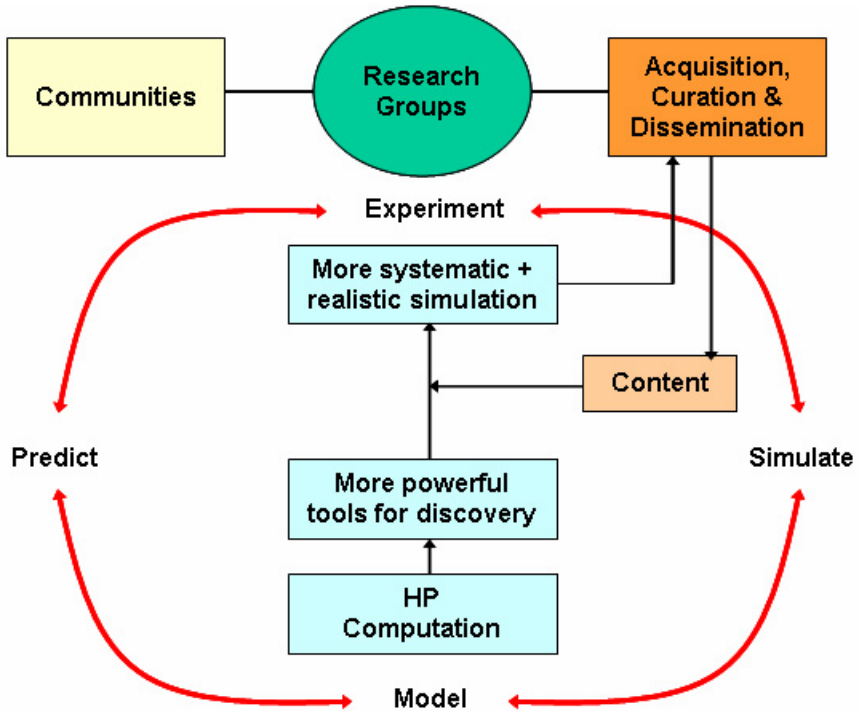 Communities
Research
Groups
Acquisition,
Curation &
Dissemination
Experiment
More systematic +
realistic simulation
Content
Predict
Simulate
More powerful
tools for discovery
HP
Computation
Model